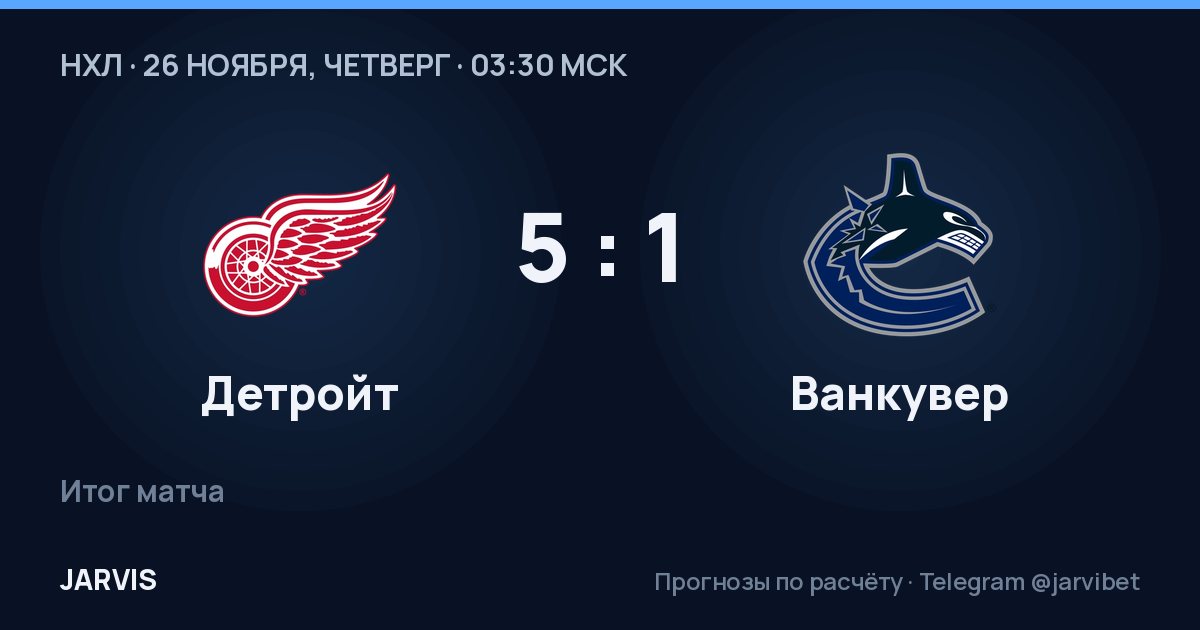 НХЛ · 26 НОЯБРЯ, ЧЕТВЕРГ · 03:30 МСК
5 : 1
Детройт
Ванкувер
Итог матча
JARVIS
Прогнозы по расчёту · Telegram @jarvibet